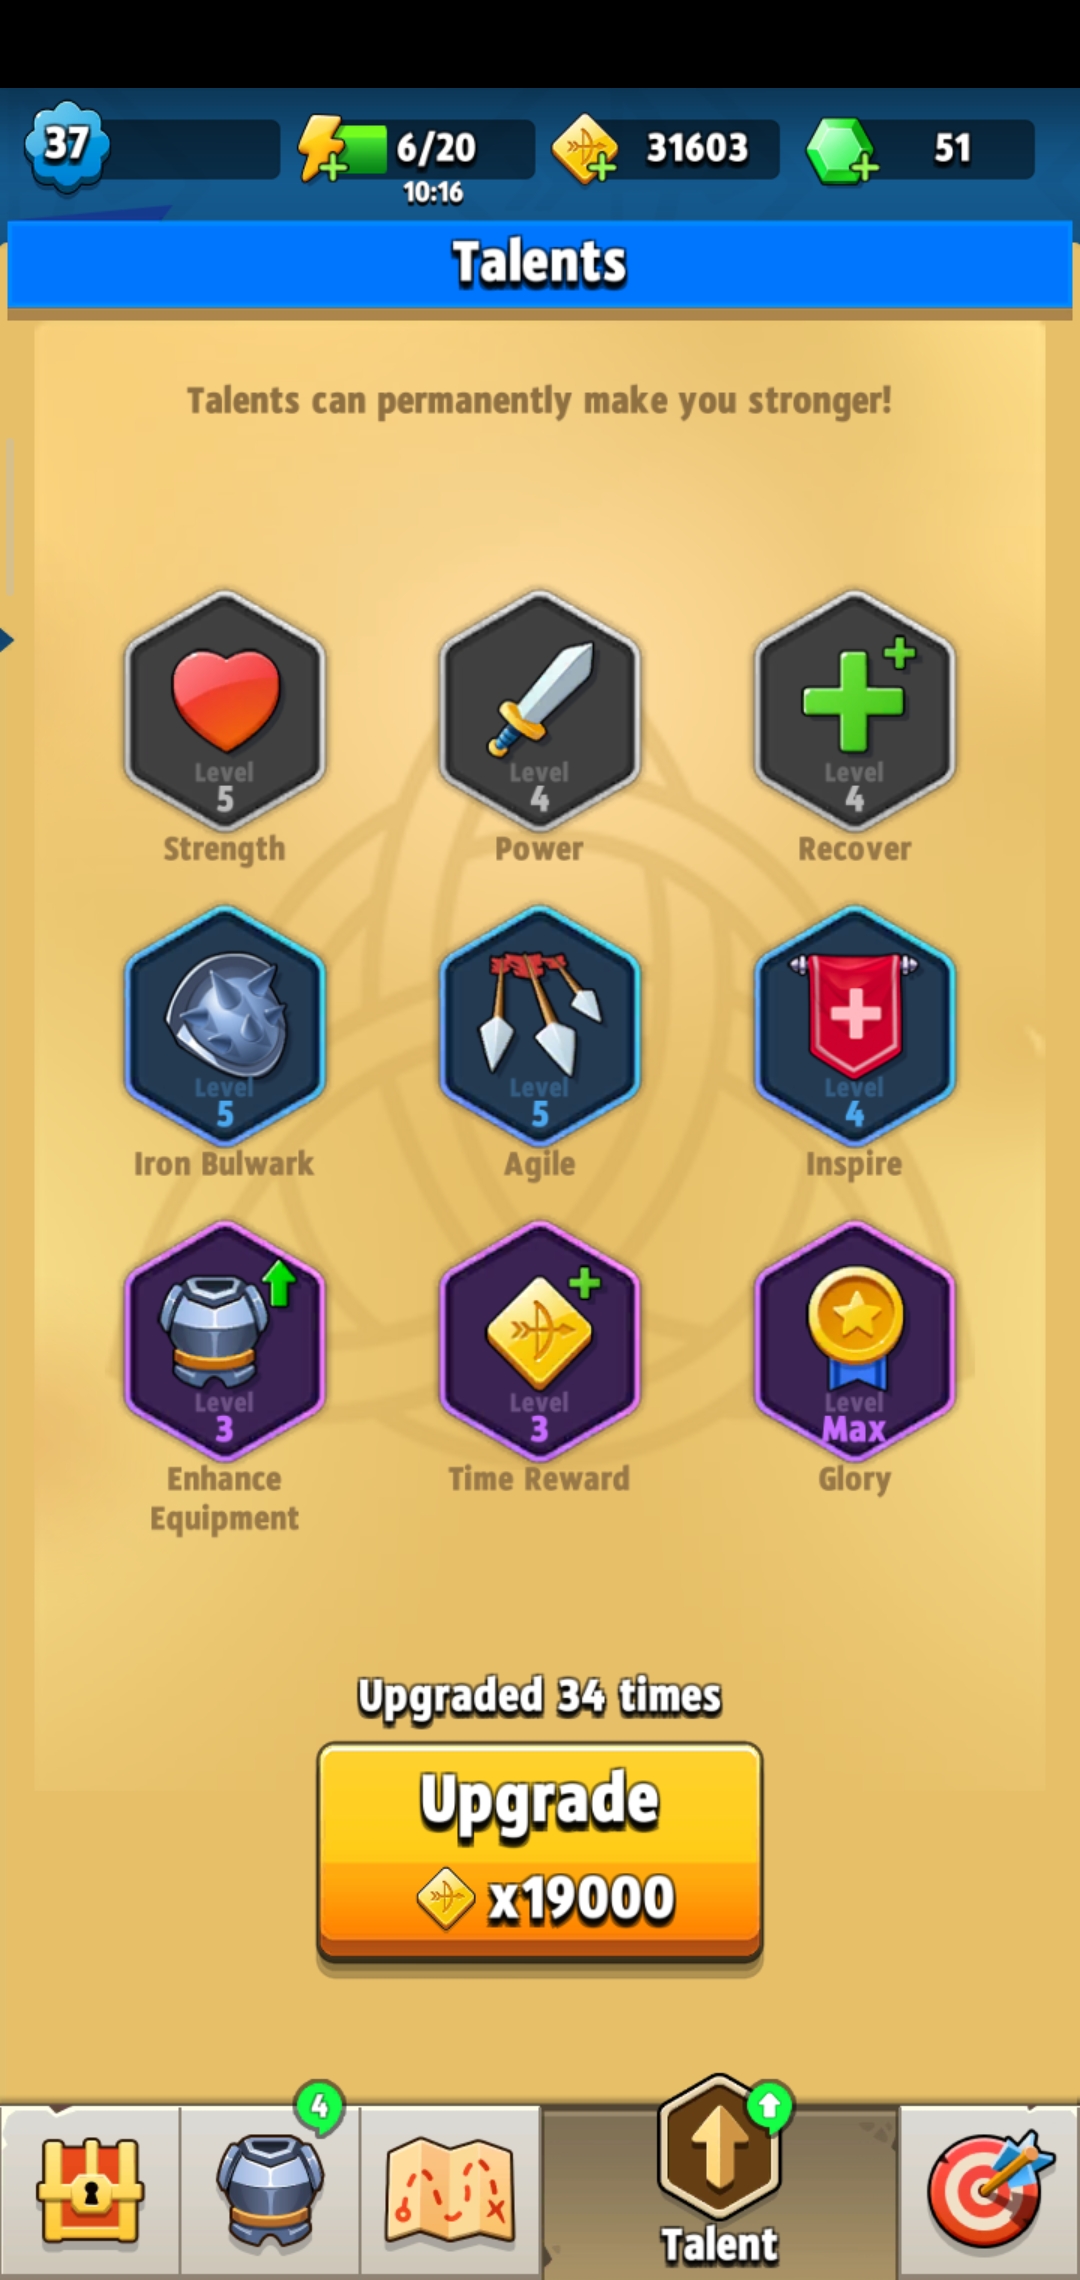 37
6/20
31603
51
10:16
Talents
Talents can permanently make you stronger!
Level
5
Strength
Level
4
Power
Level
4
Recover
Level
5
Iron Bulwark
Level
5
Agile
Level
4
Inspire
Level
3
Enhance
Equipment
Level
3
Time Reward
Level
Max
Glory
Upgraded 34 times
Upgrade
x19000
4
Talent